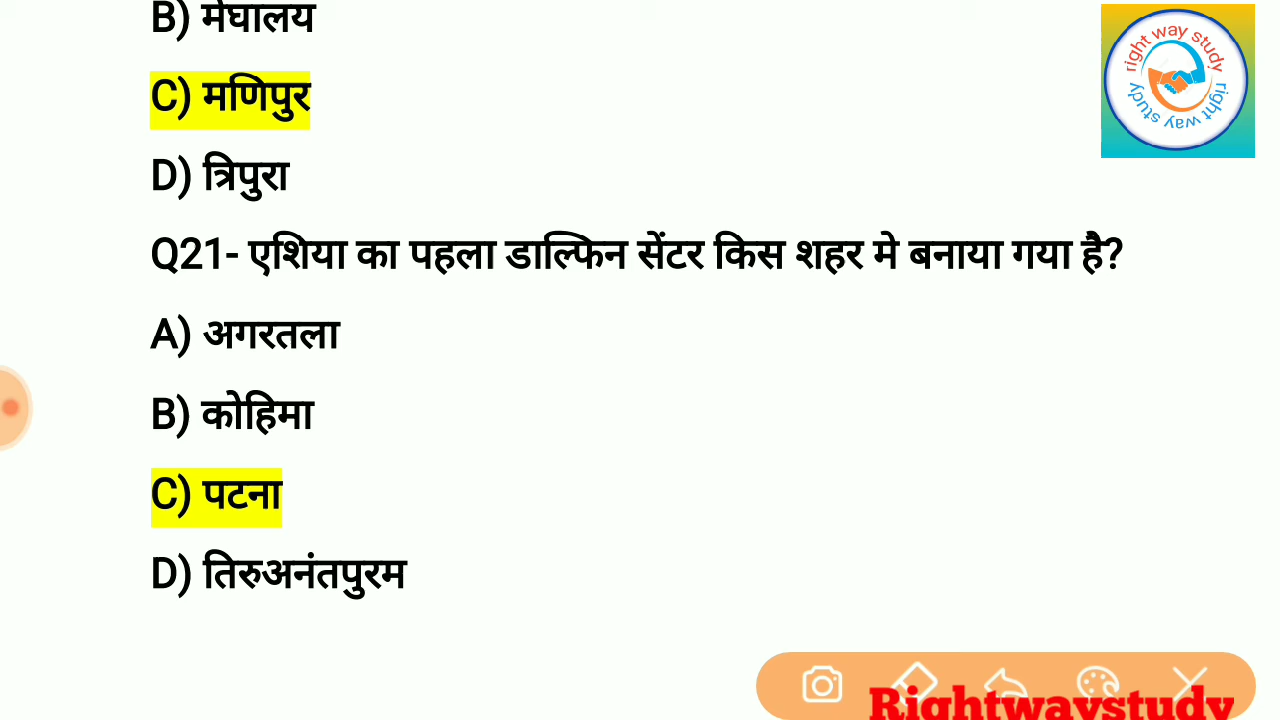 B) मेघालय
C) मणिपुर
D) त्रिपुरा
Q21- एशिया का पहला डाल्फिन सेंटर किस शहर मे बनाया गया है?
A) अगरतला
B) कोहिमा
C) पटना
D) तिरुअनंतपुरम
right way study
right way study
Rightwaystudy